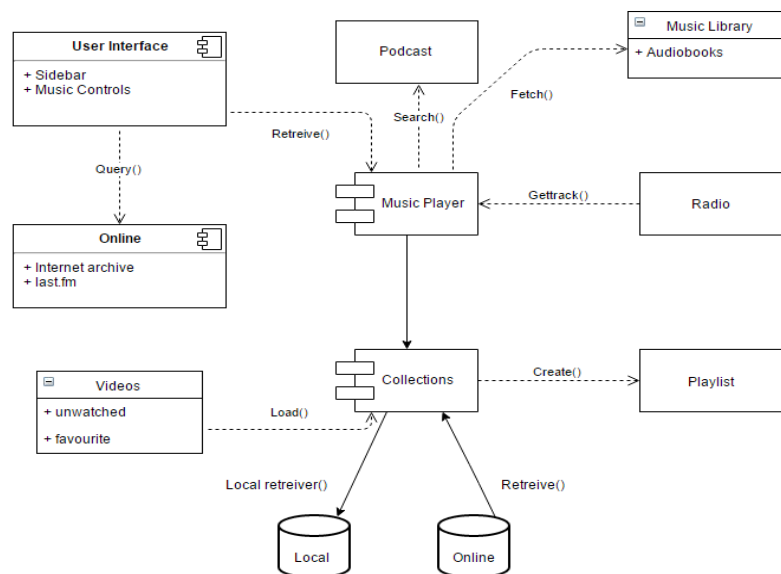 User Interface
+ Sidebar
+ Music Controls
Podcast
Music Library
+ Audiobooks
Fetch()
Search()
Retreive()
Query()
Music Player
Gettrack()
Radio
Online
+ Internet archive
+ last.fm
Collections
Create()
Playlist
Videos
+ unwatched
+ favourite
Load()
Local retreiver()
Retreive()
Local
Online